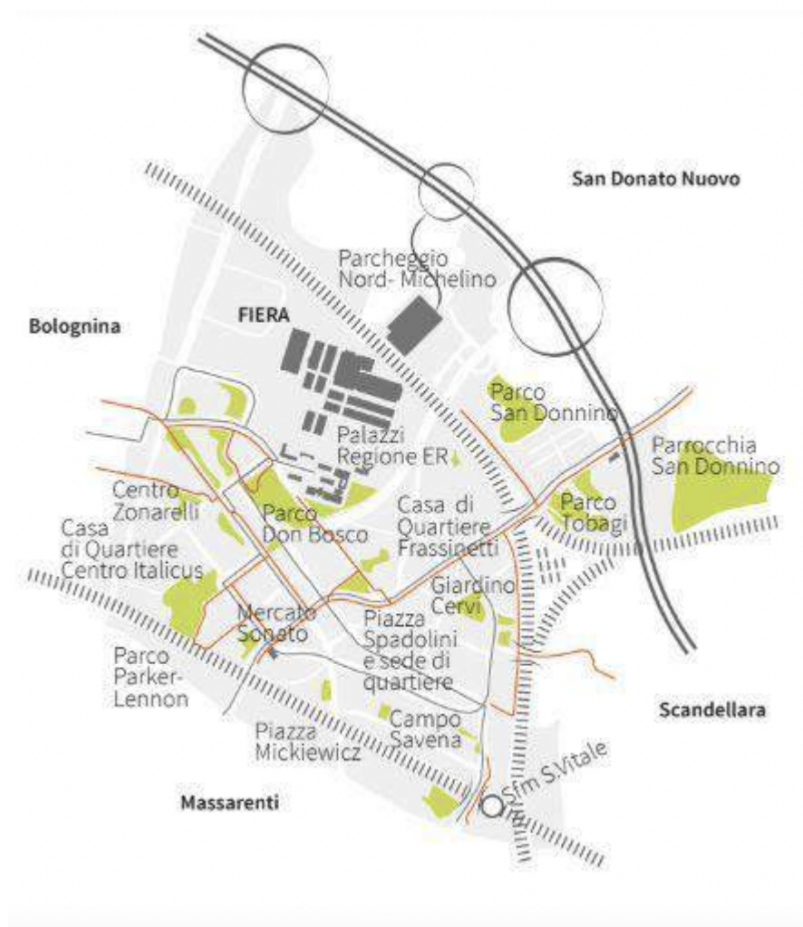 San Donato Nuovo
Parcheggio
Nord- Michelino
FIERA
Bolognina
Parco
San Donnino
Palazzi
Regione ER
Parrocchia
San Donnino
Centro
Zonarelli
Parco
Don Bosco
Casa di
Quartiere
Frassinetti
Parco
Tobagi
Casa
di Quartiere
Centro Italicus
Giardino
Cervi
Mercato
Sonato
Piazza
Spadolini
e sede di
quartiere
Parco
Parker-
Lennon
Scandellara
Piazza
Mickiewicz
Campo
Savena
Sfm S.Vitale
Massarenti